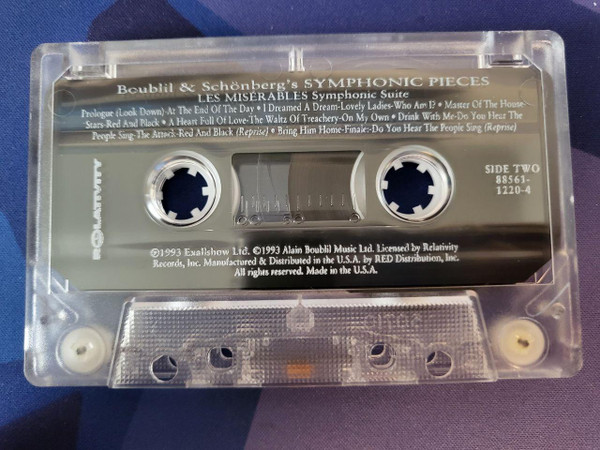 Boublil & Schönberg's SYMPHONIC PIECES
LES MISÉRABLES Symphonic Suite
Prologue (Look Down) At The End Of The Day • I Dreamed A Dream-Lovely Ladies-Who Am I? • Master Of The House
Stars-Red And Black • A Heart Full Of Love-The Waltz Of Treachery-On My Own • Drink With Me-Do You Hear The
People Sing-The Attack-Red And Black (Reprise) • Bring Him Home-Finale:-Do You Hear The People Sing (Reprise)
RELATIVITY
SIDE TWO
88561-
1220-4
℗1993 Exallshow Ltd. ©1993 Alain Boublil Music Ltd. Licensed by Relativity
Records, Inc. Manufactured & Distributed in the U.S.A. by RED Distribution, Inc.
All rights reserved. Made in the U.S.A.